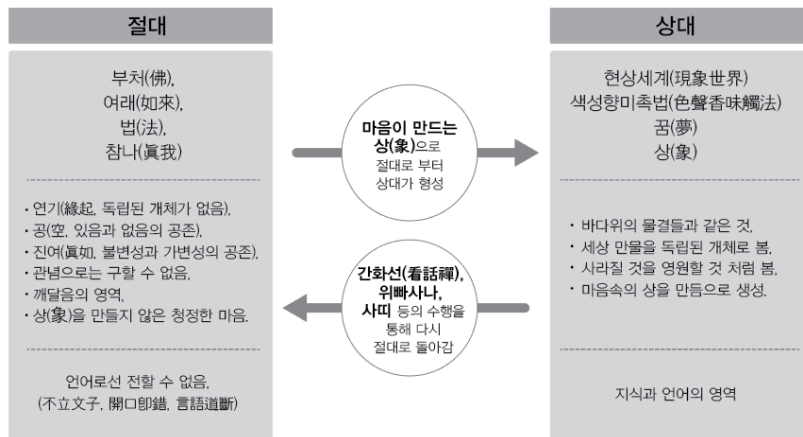 절대
부처(佛),
여래(如來),
법(法),
참나(眞我)
· 연기(緣起, 독립된 개체가 없음),
· 공(空, 있음과 없음의 공존),
· 진여(眞如, 불변성과 가변성의 공존),
· 관념으로는 구할 수 없음,
· 깨달음의 영역,
· 상(象)을 만들지 않은 청정한 마음.
언어로선 전할 수 없음,
(不立文字, 開口卽錯, 言語道斷)
마음이 만드는
상(象)으로
절대로 부터
상대가 형성
간화선(看話禪),
위빠사나,
사띠 등의 수행을
통해 다시
절대로 돌아감
상대
현상세계(現象世界)
색성향미촉법(色聲香味觸法)
꿈(夢)
상(象)
· 바다위의 물결들과 같은 것,
· 세상 만물을 독립된 개체로 봄,
· 사라질 것을 영원할 것 처럼 봄,
· 마음속의 상을 만듬으로 생성.
지식과 언어의 영역